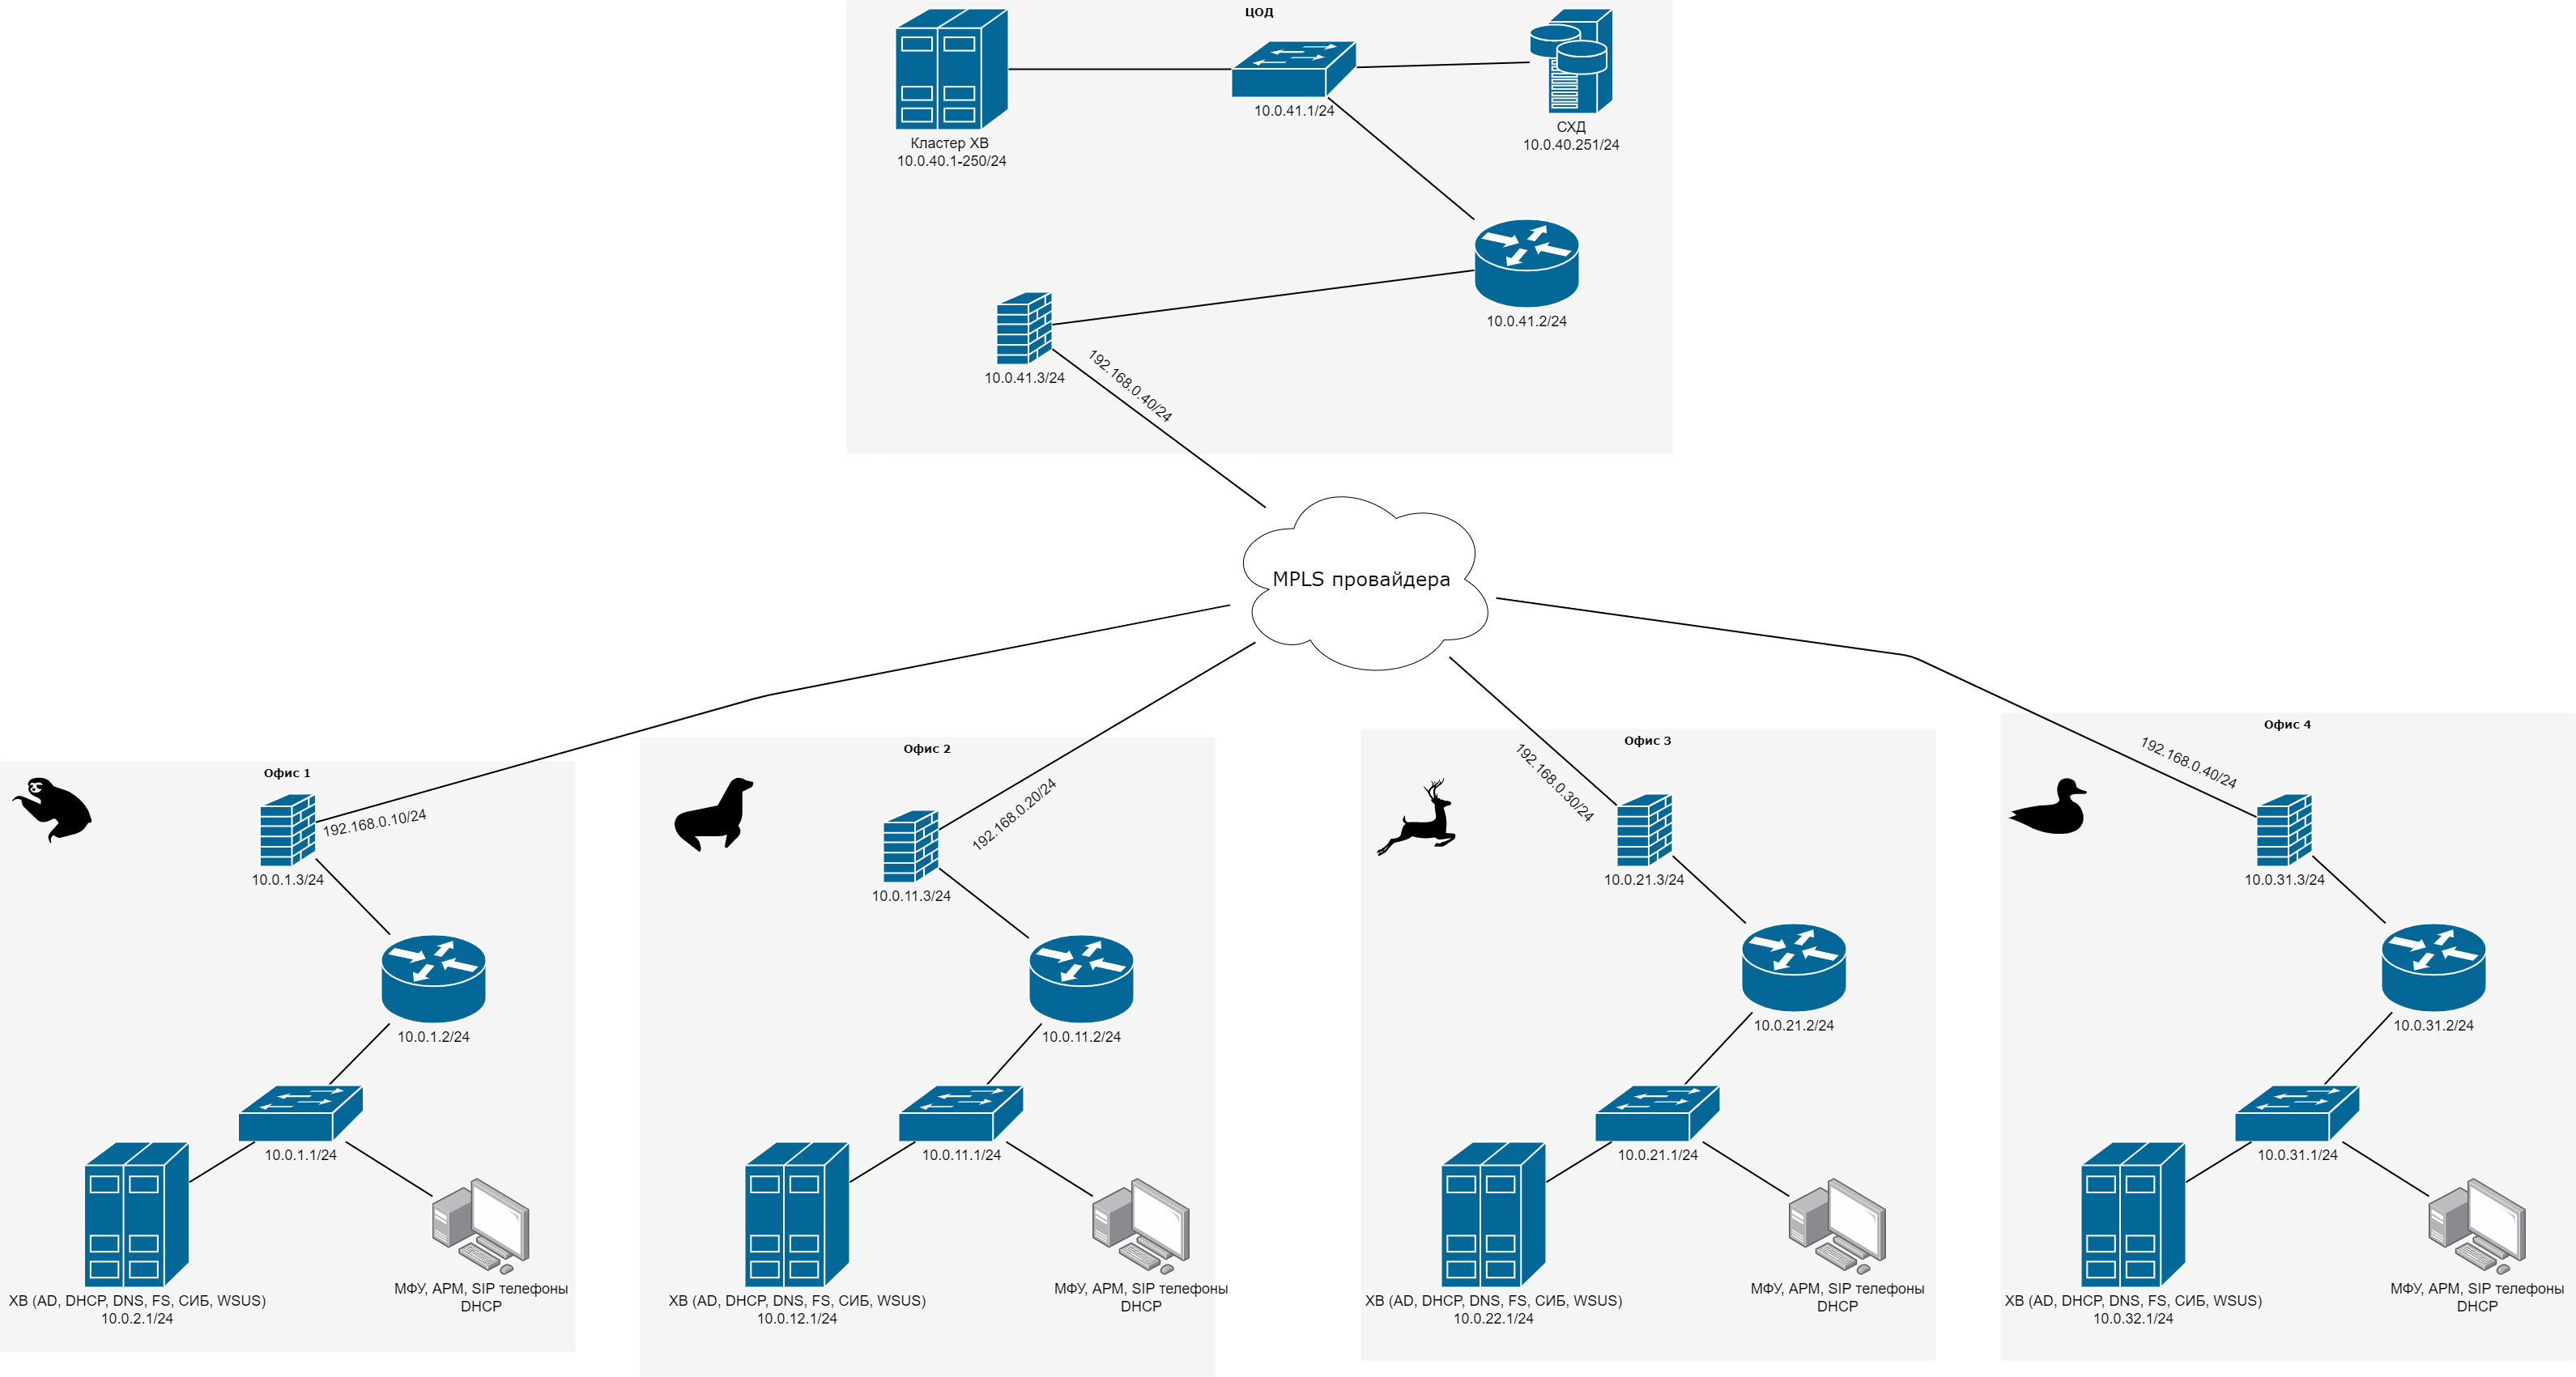 ЦОД
Кластер ХВ
10.0.40.1-250/24
10.0.41.1/24
СХД
10.0.40.251/24
10.0.41.2/24
10.0.41.3/24
192.168.0.40/24
MPLS провайдера
Офис 1
192.168.0.10/24
10.0.1.3/24
10.0.1.2/24
10.0.1.1/24
ХВ (AD, DHCP, DNS, FS, СИБ, WSUS)
10.0.2.1/24
МФУ, АРМ, SIP телефоны
DHCP
Офис 2
192.168.0.20/24
10.0.11.3/24
10.0.11.2/24
10.0.11.1/24
ХВ (AD, DHCP, DNS, FS, СИБ, WSUS)
10.0.12.1/24
МФУ, АРМ, SIP телефоны
DHCP
Офис 3
192.168.0.30/24
10.0.21.3/24
10.0.21.2/24
10.0.21.1/24
ХВ (AD, DHCP, DNS, FS, СИБ, WSUS)
10.0.22.1/24
МФУ, АРМ, SIP телефоны
DHCP
Офис 4
192.168.0.40/24
10.0.31.3/24
10.0.31.2/24
10.0.31.1/24
ХВ (AD, DHCP, DNS, FS, СИБ, WSUS)
10.0.32.1/24
МФУ, АРМ, SIP телефоны
DHCP